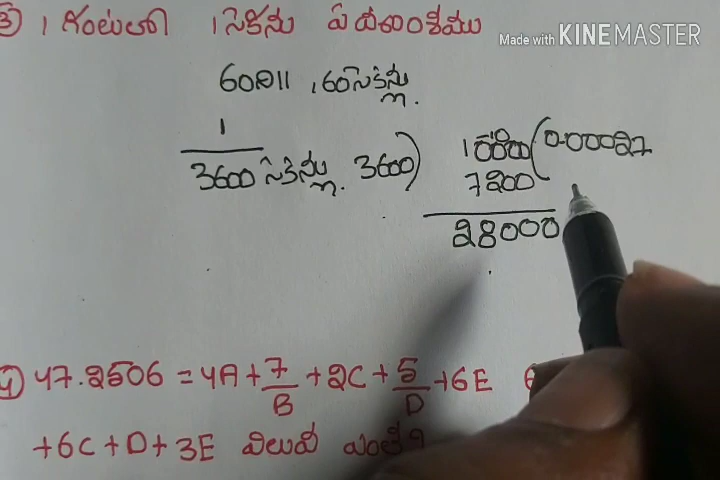 3) 1 గంటలో 1 సెకను ఏ దశాంశము
Made with KINEMASTER
60ని॥ , 60సెకన్లు
1
3600 సెకన్లు. 3600) 10000 (0.00027
7200
28000
4) 47.2506 = 4A + 7/B + 2C + 5/D + 6E
+ 6C + D + 3E విలువ ఎంత?